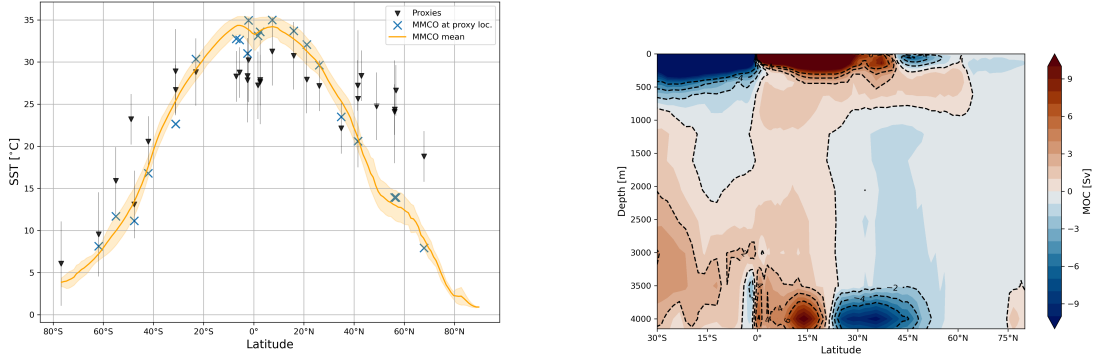 Proxies
MMCO at proxy loc.
MMCO mean
35
30
25
20
15
10
5
0
SST [°C]
80°S
60°S
40°S
20°S
0°
20°N
40°N
60°N
80°N
Latitude
0
500
1000
1500
2000
2500
3000
3500
4000
Depth [m]
30°S
15°S
0°
15°N
30°N
45°N
60°N
75°N
Latitude
9
6
3
0
−3
−6
−9
MOC [Sv]